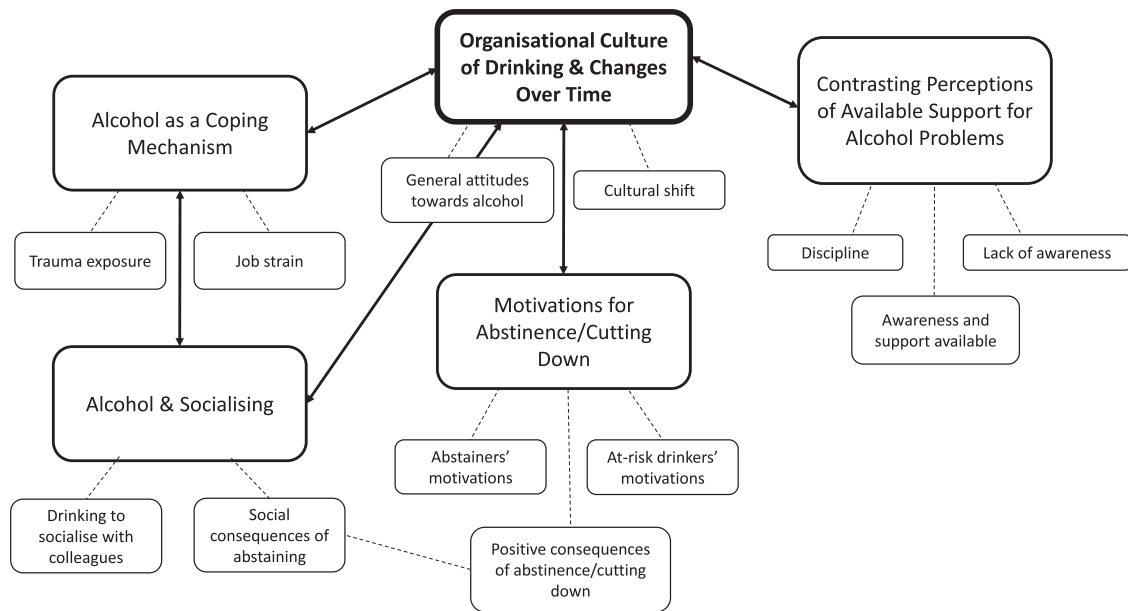 Organisational Culture
of Drinking & Changes
Over Time
Alcohol as a Coping
Mechanism
Contrasting Perceptions
of Available Support for
Alcohol Problems
General attitudes
towards alcohol
Cultural shift
Trauma exposure
Job strain
Discipline
Lack of awareness
Awareness and
support available
Motivations for
Abstinence/Cutting
Down
Alcohol & Socialising
Abstainers’
motivations
At-risk drinkers’
motivations
Drinking to
socialise with
colleagues
Social
consequences of
abstaining
Positive consequences
of abstinence/cutting
down